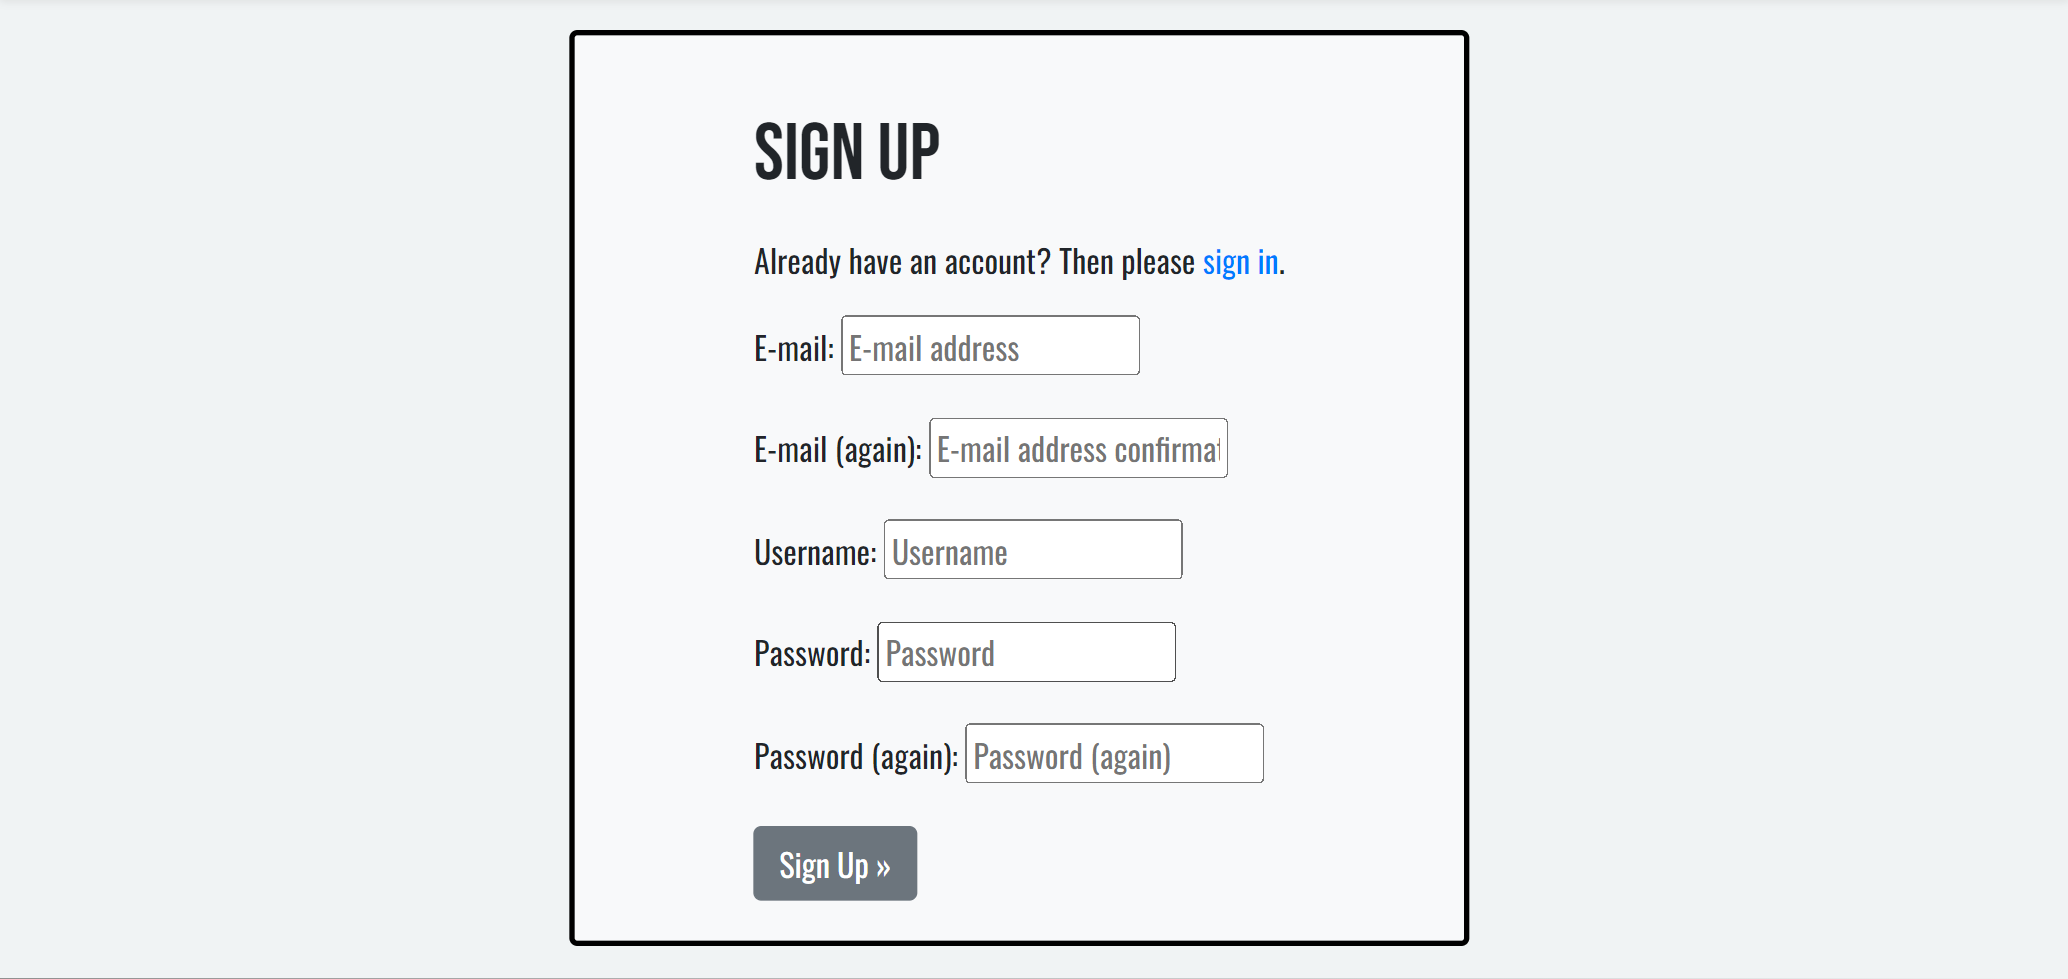 SIGN UP
Already have an account? Then please sign in.
E-mail: E-mail address
E-mail (again): E-mail address confirmat
Username: Username
Password: Password
Password (again): Password (again)
Sign Up »